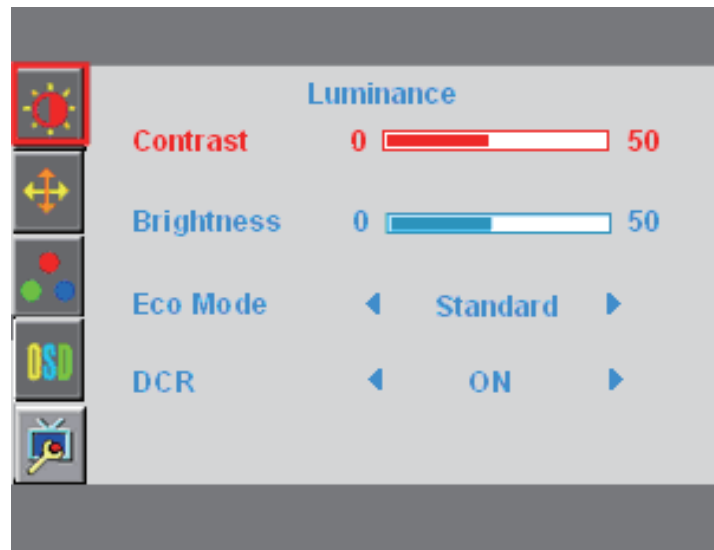 Luminance
Contrast 0 50
Brightness 0 50
Eco Mode Standard
OSD
DCR ON